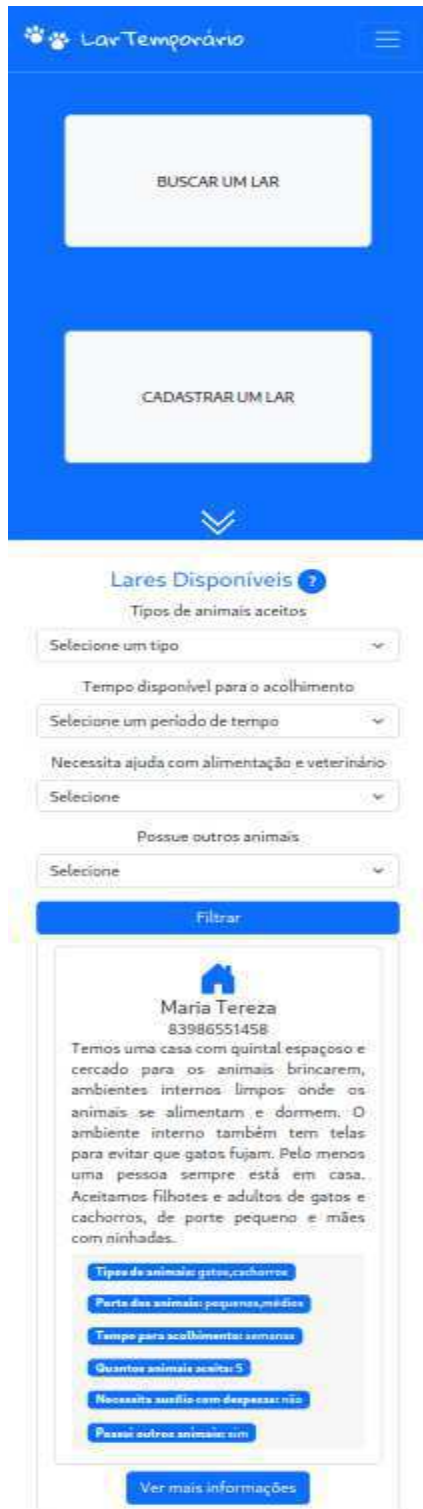 LarTemporário
BUSCAR UM LAR
CADASTRAR UM LAR
Lares Disponíveis ?
Tipos de animais aceitos
Selecione um tipo
Tempo disponível para o acolhimento
Selecione um período de tempo
Necessita ajuda com alimentação e veterinário
Selecione
Possue outros animais
Selecione
Filtrar
Maria Tereza
83986551458
Temos uma casa com quintal espaçoso e
cercado para os animais brincarem,
ambientes internos limpos onde os
animais se alimentam e dormem. O
ambiente interno também tem telas
para evitar que gatos fujam. Pelo menos
uma pessoa sempre está em casa.
Aceitamos filhotes e adultos de gatos e
cachorros, de porte pequeno e mães
com ninhadas.
Tipos de animais: gatos,cachorros
Porte dos animais: pequenos,médios
Tempo para acolhimento: semanas
Quantos animais aceita: 5
Necessita auxílio com despesas: não
Possui outros animais: sim
Ver mais informações